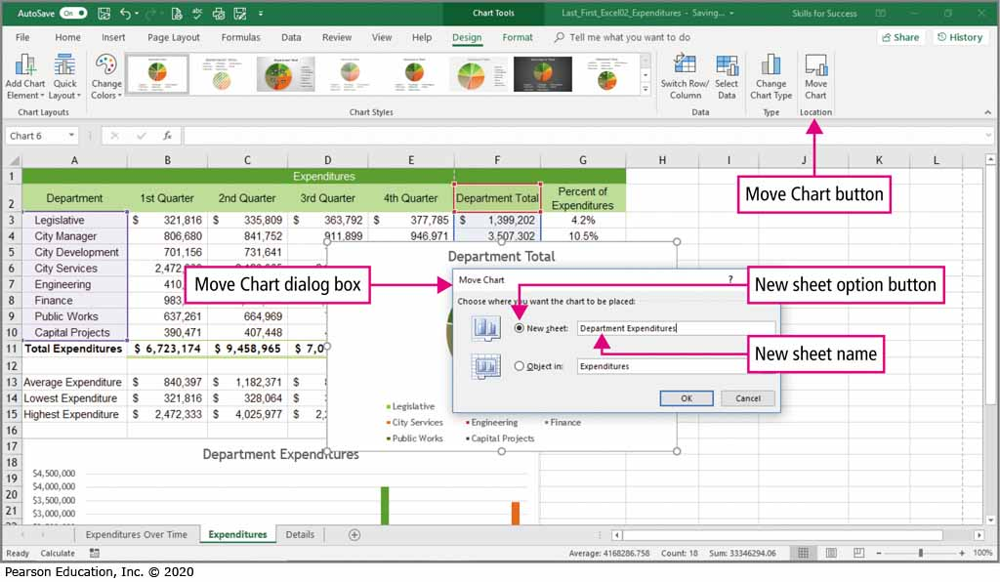 AutoSave On
Chart Tools
Last_First_Excel02_Expenditures - Saving...
Skills for Success
File Home Insert Page Layout Formulas Data Review View Help Design Format Tell me what you want to do Share History
Add Chart Element Quick Layout Change Colors
Switch Row/ Column Select Data Change Chart Type Move Chart
Chart Layouts Chart Styles Data Type Location
Chart 6 fx
Move Chart button
A B C D E F G H I J K L
1 Expenditures
2 Department 1st Quarter 2nd Quarter 3rd Quarter 4th Quarter Department Total Percent of Expenditures
3 Legislative $ 321,816 $ 335,809 $ 363,792 $ 377,785 $ 1,399,202 4.2%
4 City Manager 806,680 841,752 911,899 946,971 3,507,302 10.5%
5 City Development 701,156 731,641
6 City Services 2,472
7 Engineering 410,
8 Finance 983,
9 Public Works 637,261 664,969
10 Capital Projects 390,471 407,448
11 Total Expenditures $ 6,723,174 $ 9,458,965 $ 7,0
12
13 Average Expenditure $ 840,397 $ 1,182,371 $
14 Lowest Expenditure $ 321,816 $ 328,064 $
15 Highest Expenditure $ 2,472,333 $ 4,025,977 $ 2,
16
17
18
19
20
21
Department Total
Move Chart dialog box
Move Chart ?
Choose where you want the chart to be placed:
New sheet: Department Expenditures
Object in: Expenditures
OK Cancel
New sheet option button
New sheet name
Legislative
City Services Engineering Finance
Public Works Capital Projects
Department Expenditures
$4,500,000
$4,000,000
$3,500,000
$3,000,000
Expenditures Over Time Expenditures Details
Ready Calculate Average: 4168286.758 Count: 18 Sum: 33346294.06 100%
Pearson Education, Inc. © 2020